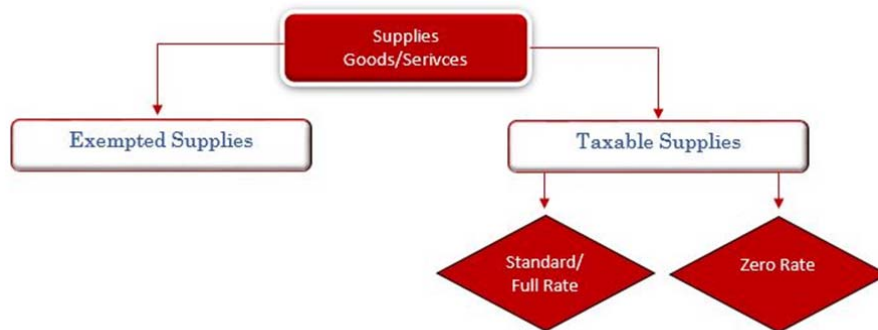 Supplies
Goods/Serivces
Exempted Supplies
Taxable Supplies
Standard/
Full Rate
Zero Rate